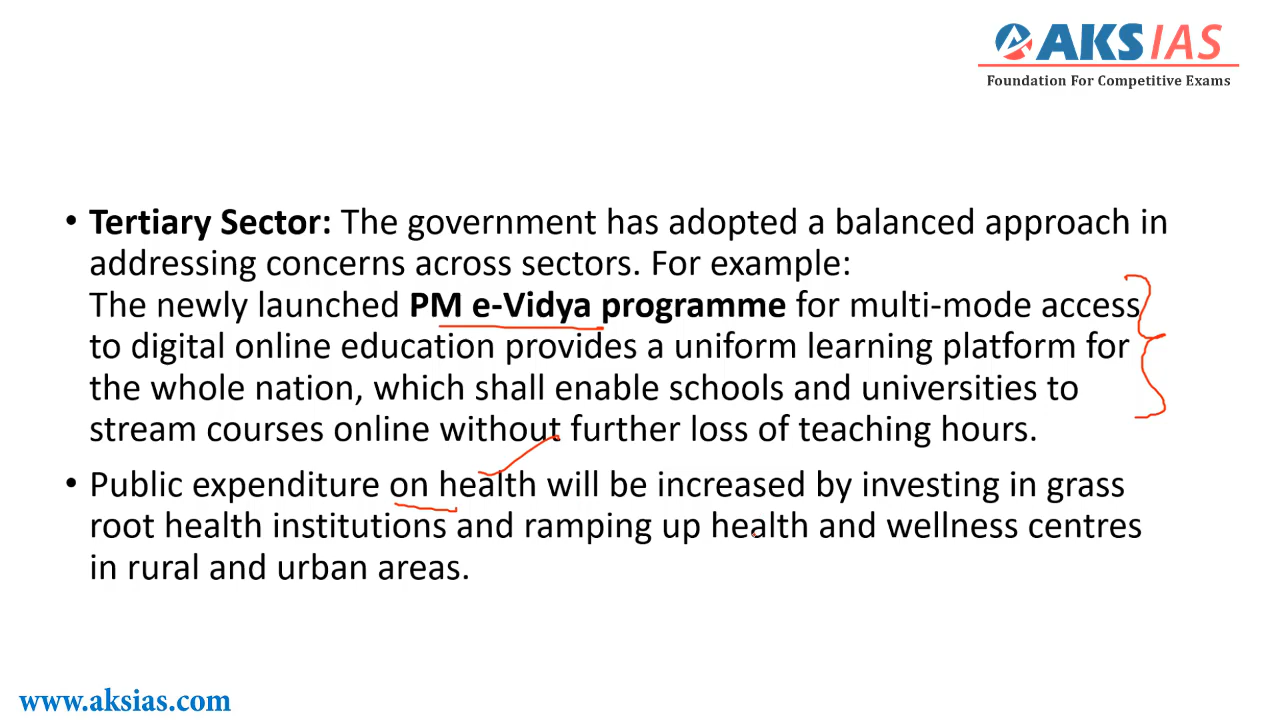 AKS IAS
Foundation For Competitive Exams
• Tertiary Sector: The government has adopted a balanced approach in
addressing concerns across sectors. For example:
The newly launched PM e-Vidya programme for multi-mode access
to digital online education provides a uniform learning platform for
the whole nation, which shall enable schools and universities to
stream courses online without further loss of teaching hours.
• Public expenditure on health will be increased by investing in grass
root health institutions and ramping up health and wellness centres
in rural and urban areas.
www.aksias.com